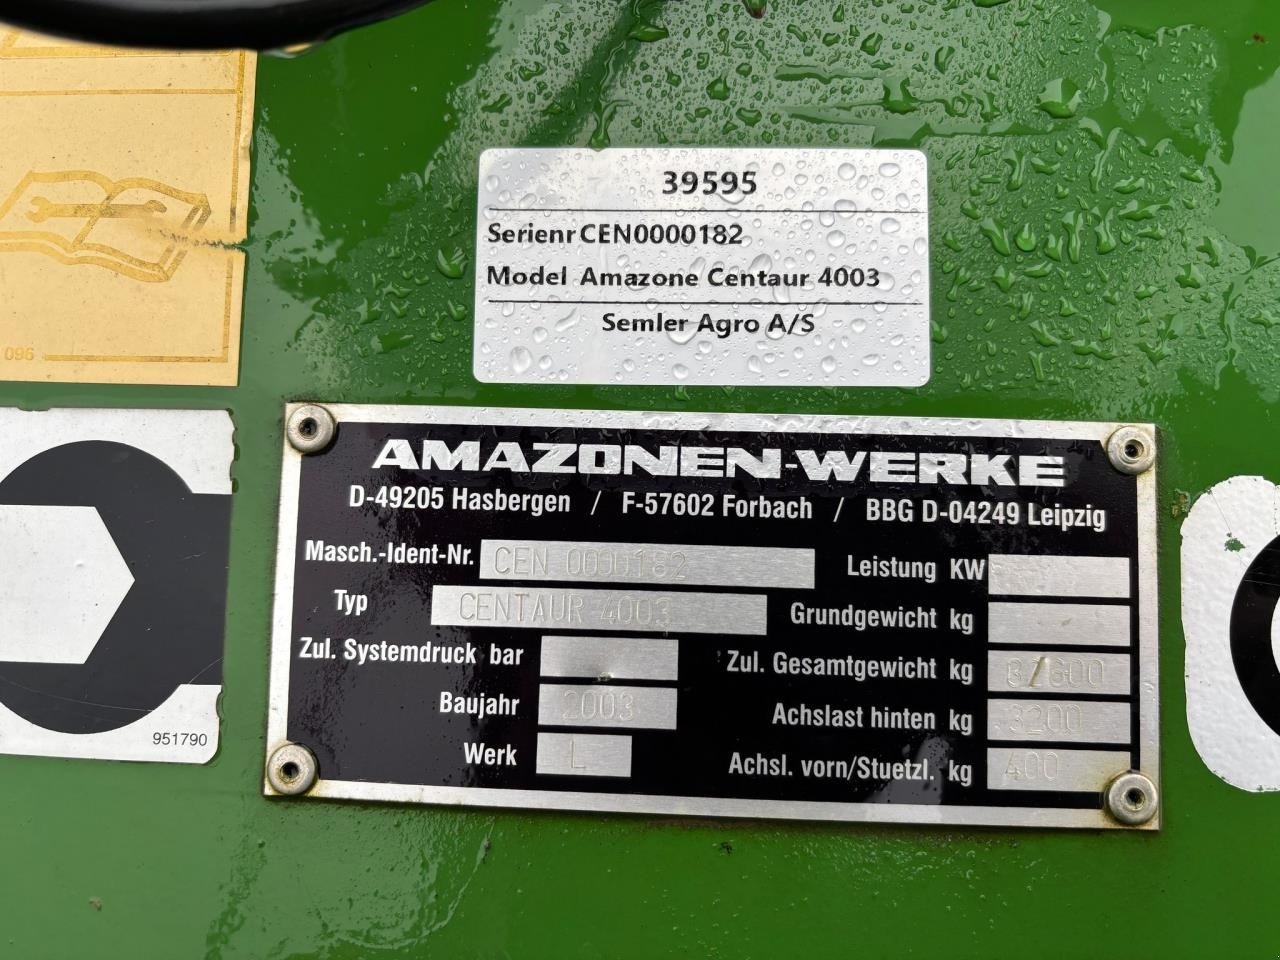 39595
Serienr CEN0000182
Model Amazone Centaur 4003
Semler Agro A/S
096
AMAZONEN-WERKE
D-49205 Hasbergen / F-57602 Forbach / BBG D-04249 Leipzig
Masch.-Ident-Nr. CEN 0000182
Leistung KW
Typ CENTAUR 4003
Grundgewicht kg
Zul. Systemdruck bar
Zul. Gesamtgewicht kg
Baujahr 2003
Achslast hinten kg 3200
Werk L
Achsl. vorn/Stuetzl. kg 400
951790